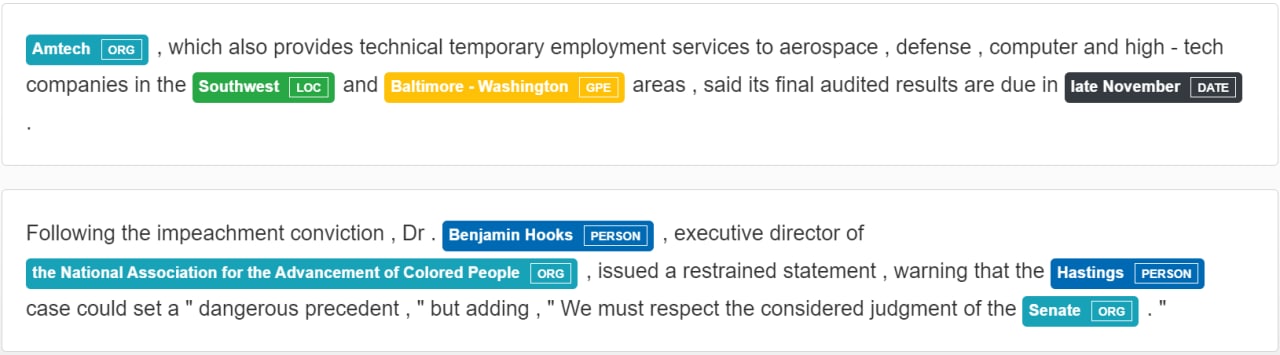 Amtech ORG , which also provides technical temporary employment services to aerospace , defense , computer and high - tech
companies in the Southwest LOC and Baltimore - Washington GPE areas , said its final audited results are due in late November DATE
.
Following the impeachment conviction , Dr . Benjamin Hooks PERSON , executive director of
the National Association for the Advancement of Colored People ORG , issued a restrained statement , warning that the Hastings PERSON
case could set a " dangerous precedent , " but adding , " We must respect the considered judgment of the Senate ORG . "